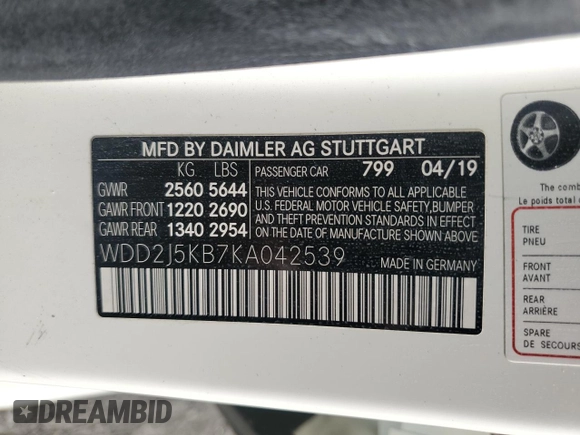 MFD BY DAIMLER AG STUTTGART
KG LBS PASSENGER CAR 799 04/19
GVWR 2560 5644
GAWR FRONT 1220 2690
GAWR REAR 1340 2954
THIS VEHICLE CONFORMS TO ALL APPLICABLE
U.S. FEDERAL MOTOR VEHICLE SAFETY,BUMPER
AND THEFT PREVENTION STANDARDS IN EFFECT
ON THE DATE OF MANUFACTURE SHOWN ABOVE.
WDD2J5KB7KA042539 MADE IN GERMANY
The comb
Le poids total
TIRE
PNEU
FRONT
AVANT
REAR
ARRIÈRE
SPARE
DE SECOURS
DREAMBID